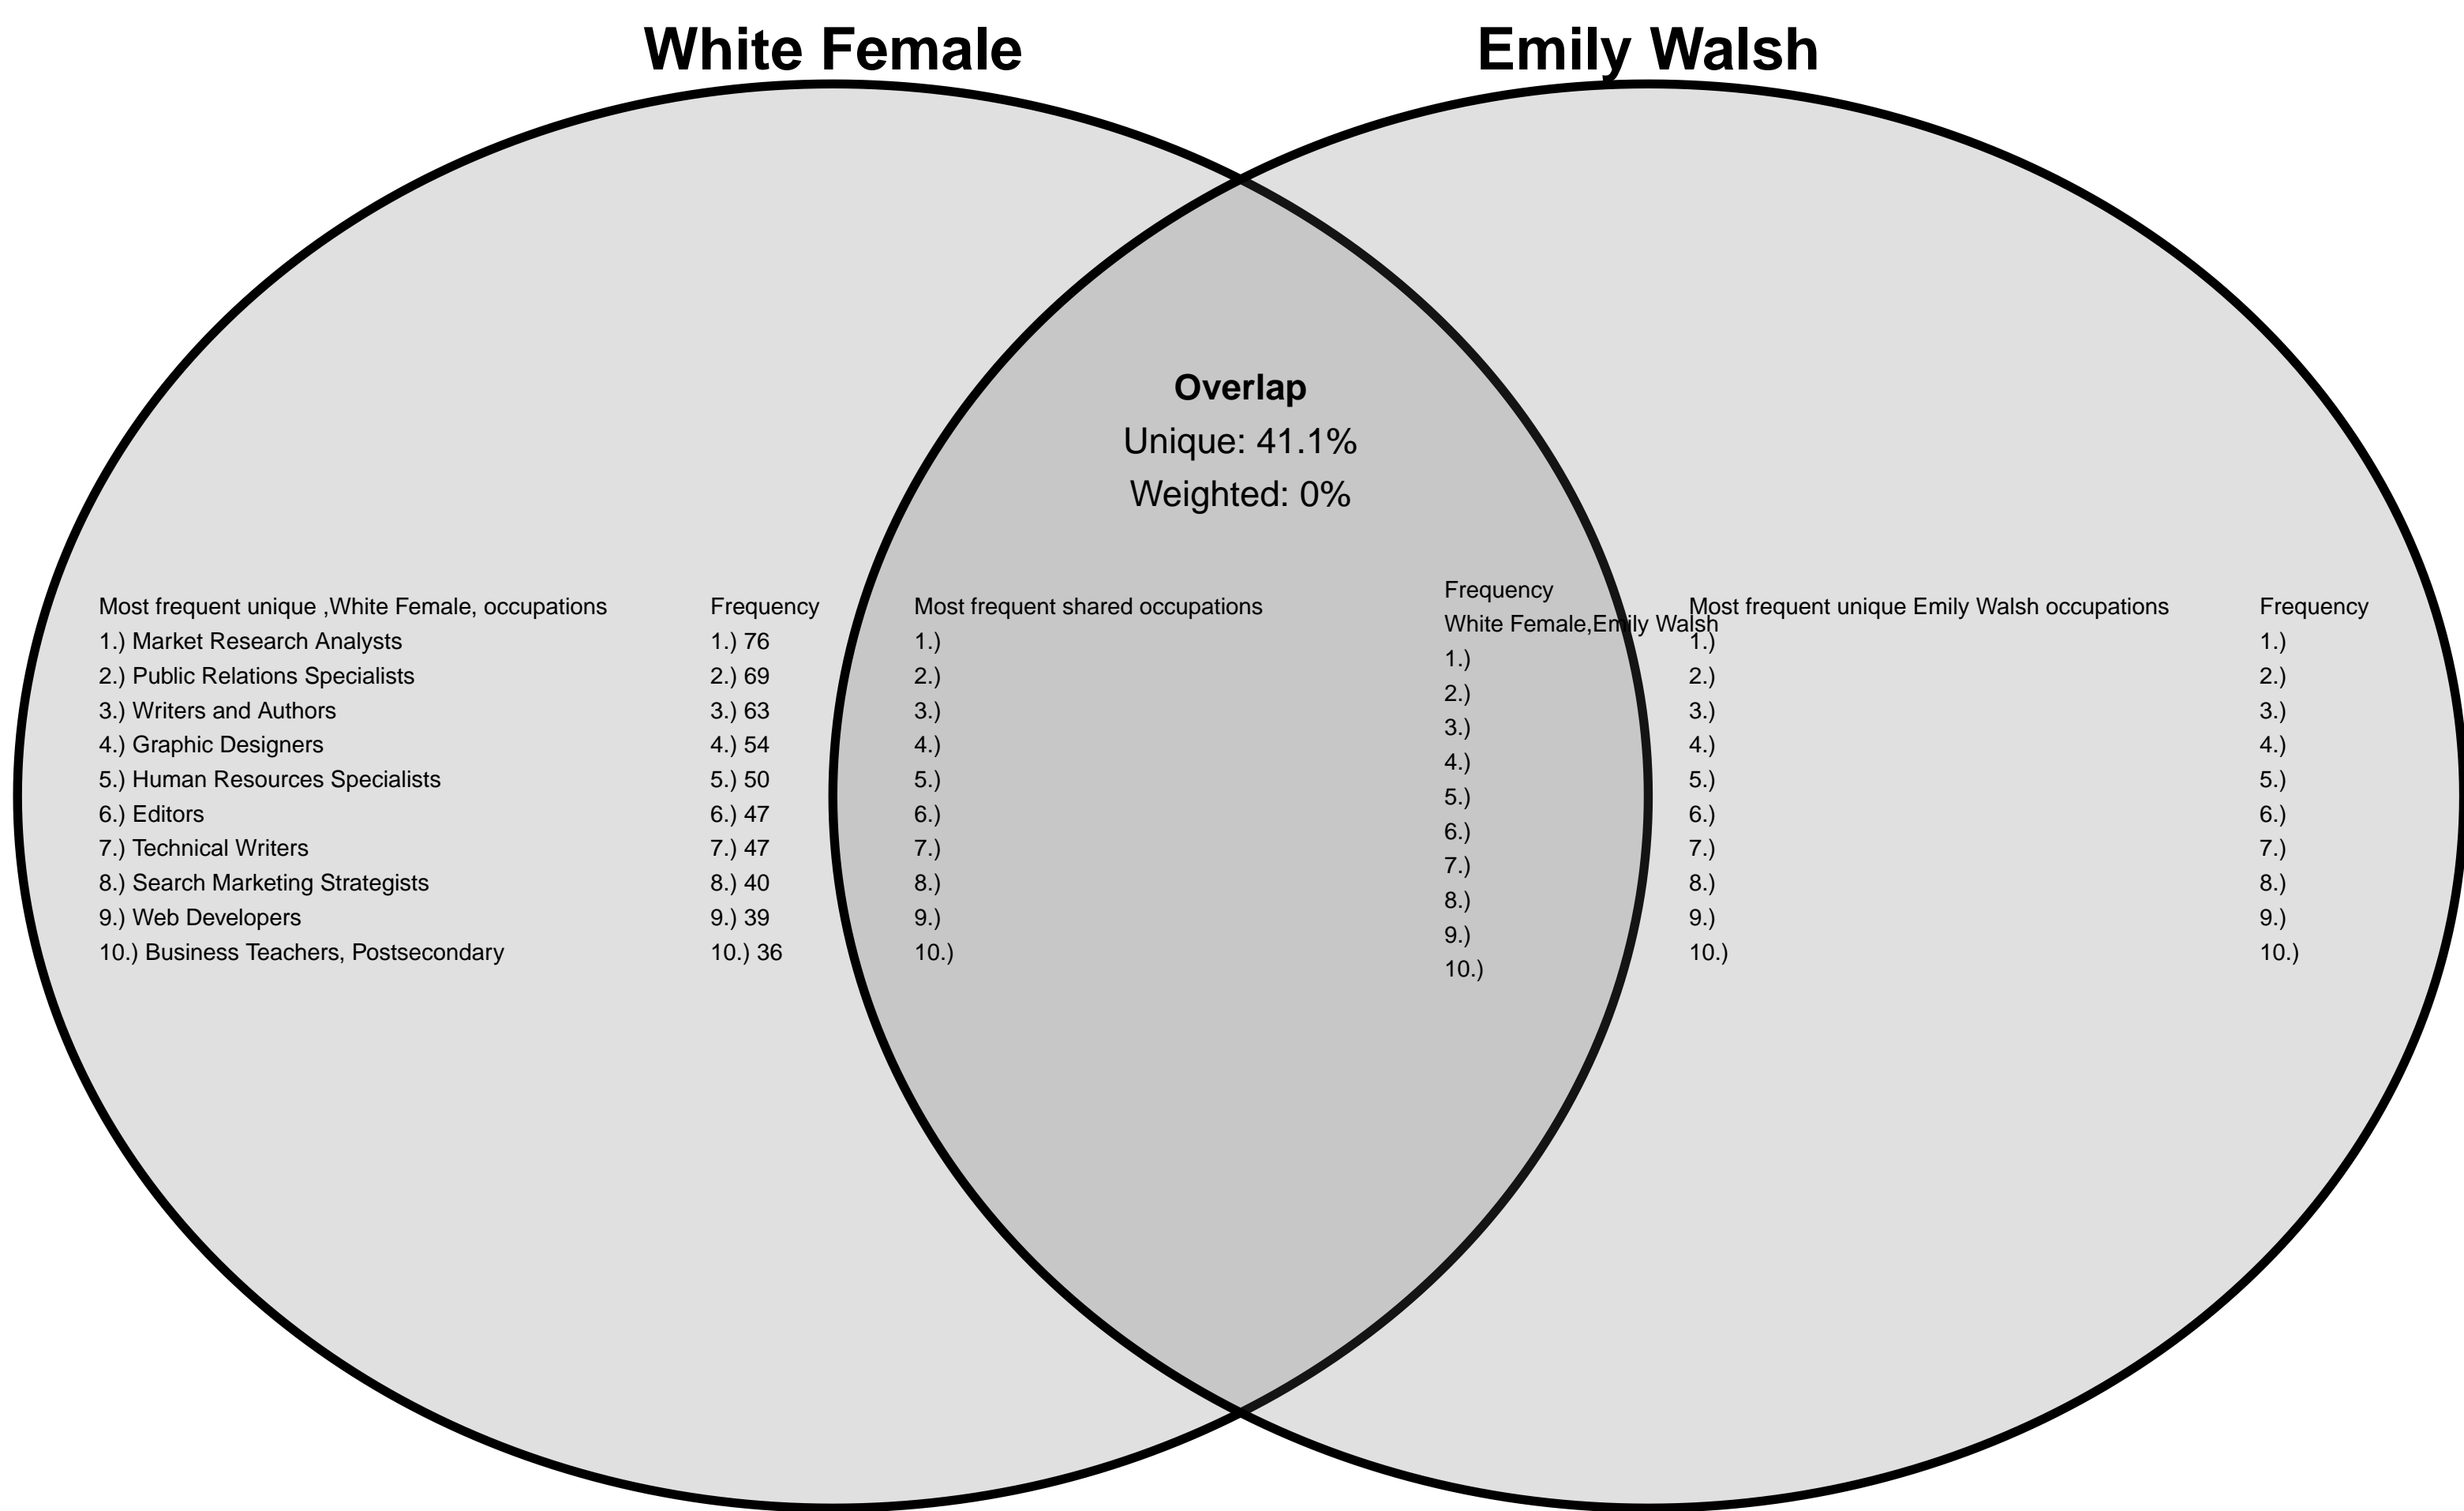 White Female
Emily Walsh
Overlap
Unique: 41.1%
Weighted: 0%
Most frequent unique ,White Female, occupations
1.) Market Research Analysts
2.) Public Relations Specialists
3.) Writers and Authors
4.) Graphic Designers
5.) Human Resources Specialists
6.) Editors
7.) Technical Writers
8.) Search Marketing Strategists
9.) Web Developers
10.) Business Teachers, Postsecondary
Frequency
1.) 76
2.) 69
3.) 63
4.) 54
5.) 50
6.) 47
7.) 47
8.) 40
9.) 39
10.) 36
Most frequent shared occupations
1.)
2.)
3.)
4.)
5.)
6.)
7.)
8.)
9.)
10.)
Frequency
White Female,Emily Walsh
1.)
2.)
3.)
4.)
5.)
6.)
7.)
8.)
9.)
10.)
Most frequent unique Emily Walsh occupations
1.)
2.)
3.)
4.)
5.)
6.)
7.)
8.)
9.)
10.)
Frequency
1.)
2.)
3.)
4.)
5.)
6.)
7.)
8.)
9.)
10.)